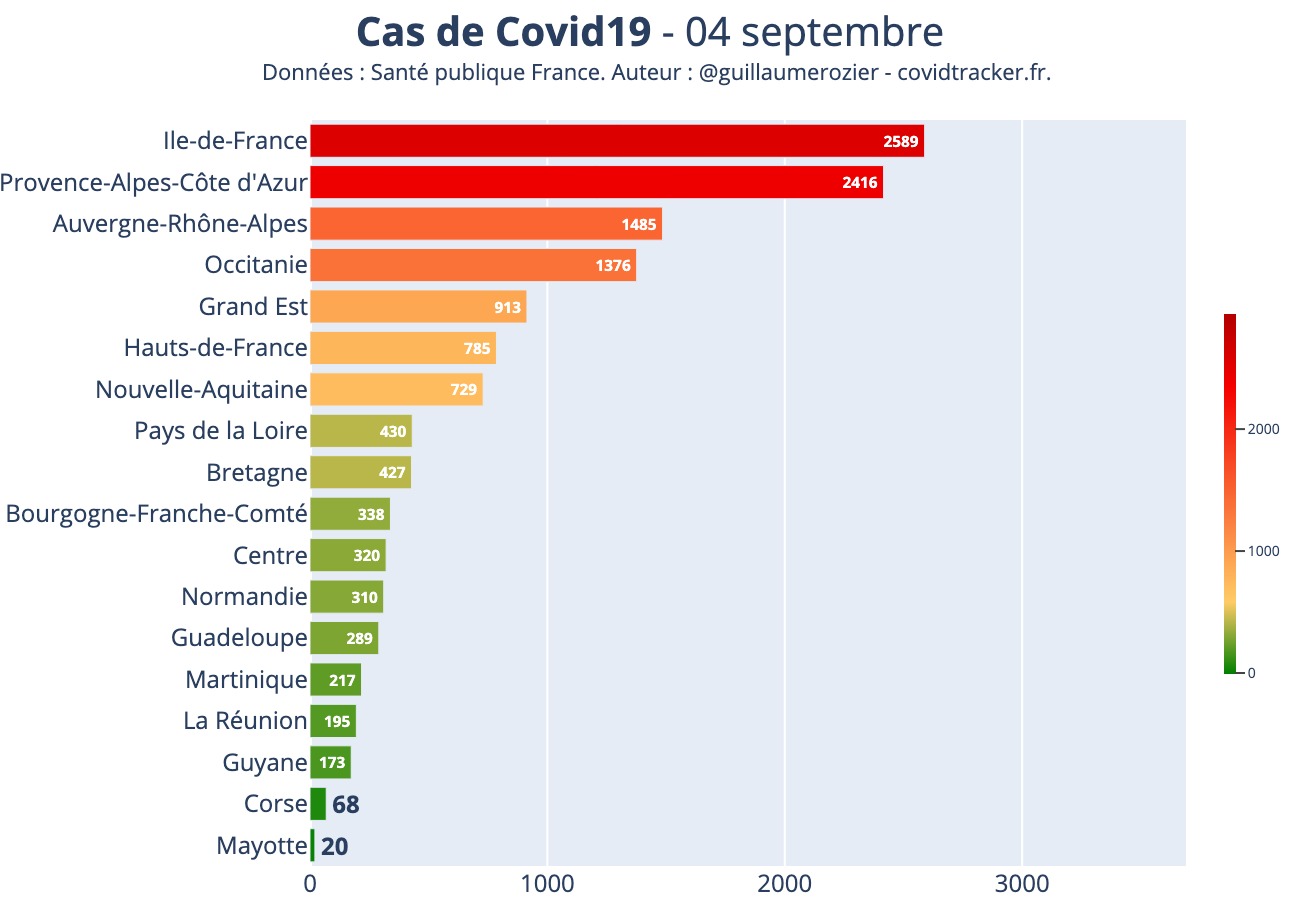 Cas de Covid19 - 04 septembre
Données : Santé publique France. Auteur : @guillaumerozier - covidtracker.fr.
Ile-de-France 2589
Provence-Alpes-Côte d'Azur 2416
Auvergne-Rhône-Alpes 1485
Occitanie 1376
Grand Est 913
Hauts-de-France 785
Nouvelle-Aquitaine 729
Pays de la Loire 430
Bretagne 427
Bourgogne-Franche-Comté 338
Centre 320
Normandie 310
Guadeloupe 289
Martinique 217
La Réunion 195
Guyane 173
Corse 68
Mayotte 20
0 1000 2000 3000
2000
1000
0